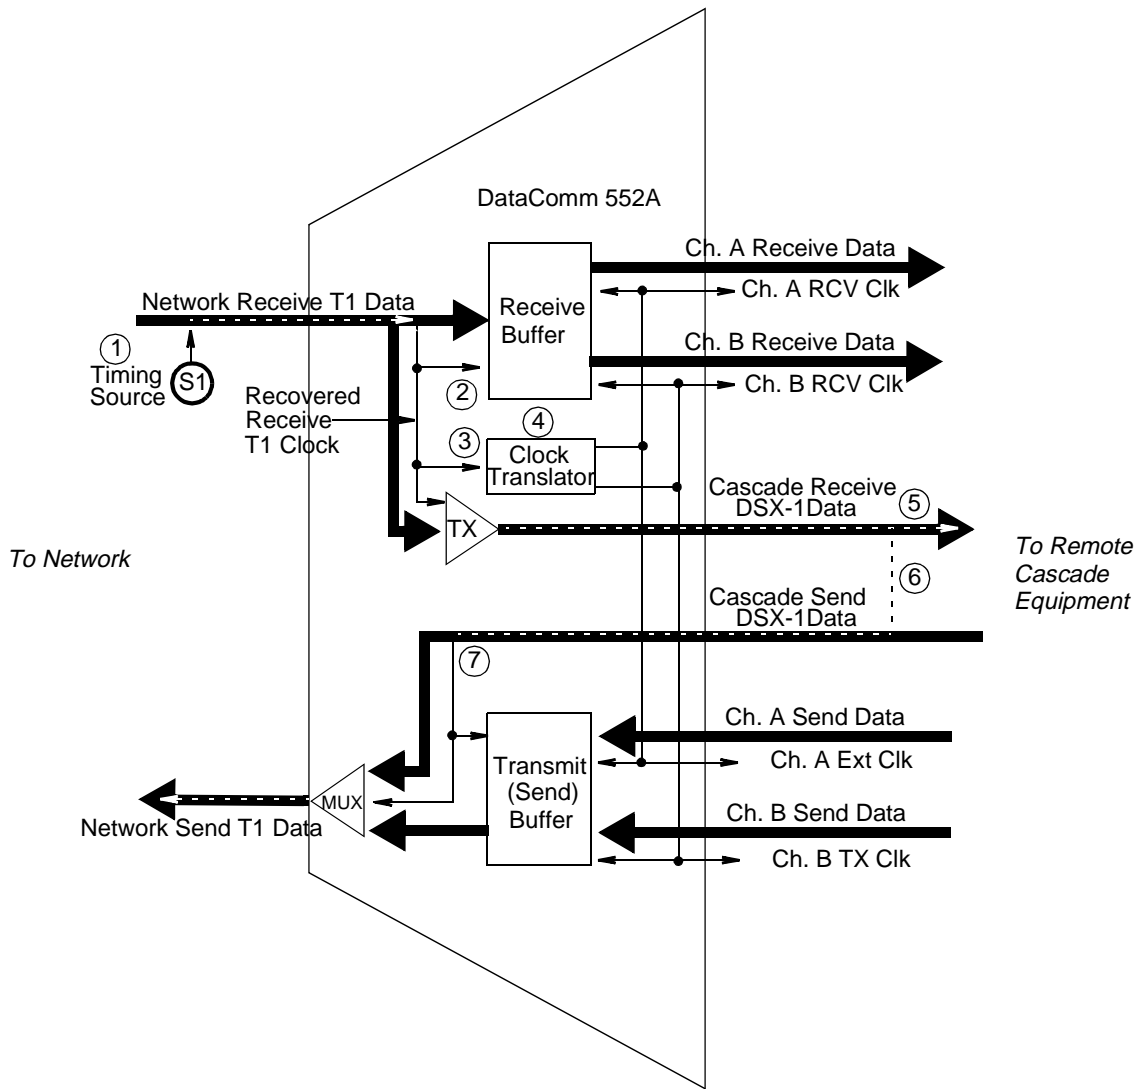 DataComm 552A
Ch. A Receive Data
Ch. A RCV Clk
Network Receive T1 Data
Receive
Buffer
1
Timing
Source
S1
Ch. B Receive Data
Ch. B RCV Clk
2
Recovered
Receive
T1 Clock
3
4
Clock
Translator
Cascade Receive
DSX-1Data
5
TX
To Network
6
To Remote
Cascade
Equipment
Cascade Send
DSX-1Data
7
Ch. A Send Data
Ch. A Ext Clk
Transmit
(Send)
Buffer
MUX
Network Send T1 Data
Ch. B Send Data
Ch. B TX Clk